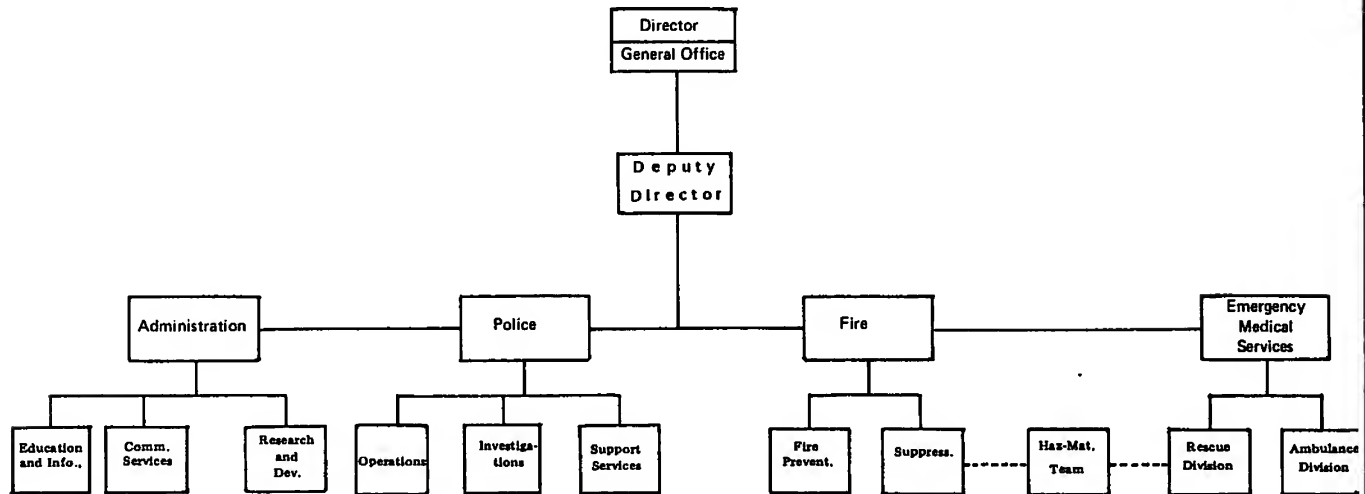 Director
General Office
Deputy
Director
Administration
Police
Fire
Emergency
Medical
Services
Education
and Info.,
Comm.
Services
Research
and
Dev.
Operations
Investiga-
tions
Support
Services
Fire
Prevent.
Suppress.
Haz-Mat.
Team
Rescue
Division
Ambulance
Division